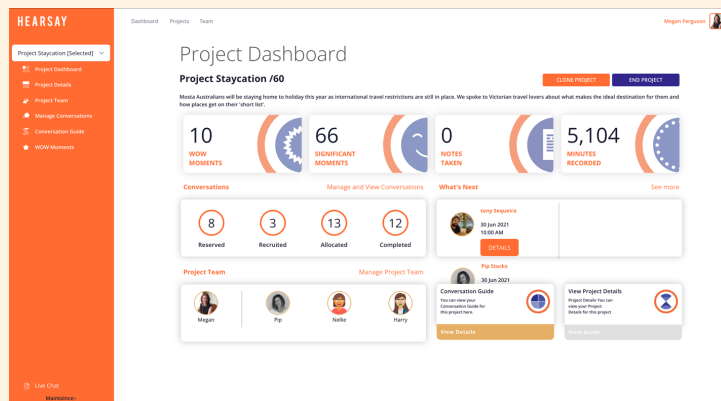 HEARSAY
Dashboard Projects Team
Megan Ferguson
Project Staycation [Selected]
Project Dashboard
Project Details
Project Team
Manage Conversations
Conversation Guide
WOW Moments
Live Chat
Maintaince-
Project Dashboard
Project Staycation /60
CLONE PROJECT
END PROJECT
Mosta Australians will be staying home to holiday this year as international travel restrictions are still in place. We spoke to Victorian travel lovers about what makes the ideal destination for them and
how places get on their 'short list'.
10
WOW
MOMENTS
66
SIGNIFICANT
MOMENTS
0
NOTES
TAKEN
5,104
MINUTES
RECORDED
Conversations
Manage and View Conversations
8
Reserved
3
Recruited
13
Allocated
12
Completed
What's Next
See more
tony Sequeira
30 Jun 2021
10:00 AM
DETAILS
Pip Stocks
30 Jun 2021
Project Team
Manage Project Team
Megan
Pip
Nellie
Harry
Conversation Guide
You can view your
Conversation Guide for
this project here.
View Details
View Project Details
Project Details You can
view your Project
Details for this project
View Guide